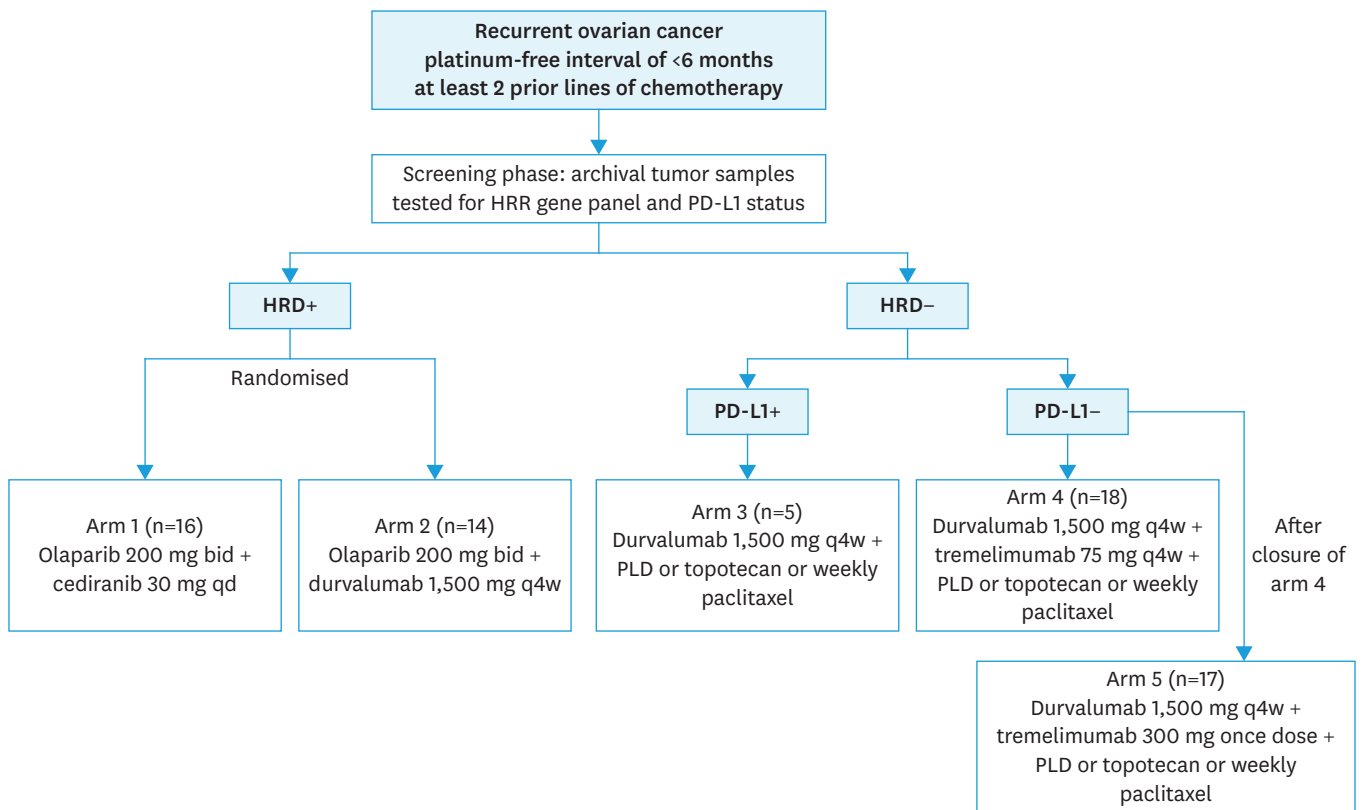 Recurrent ovarian cancer
platinum-free interval of <6 months
at least 2 prior lines of chemotherapy
Screening phase: archival tumor samples
tested for HRR gene panel and PD-L1 status
HRD+
HRD−
Randomised
PD-L1+
PD-L1−
Arm 1 (n=16)
Olaparib 200 mg bid +
cediranib 30 mg qd
Arm 2 (n=14)
Olaparib 200 mg bid +
durvalumab 1,500 mg q4w
Arm 3 (n=5)
Durvalumab 1,500 mg q4w +
PLD or topotecan or weekly
paclitaxel
Arm 4 (n=18)
Durvalumab 1,500 mg q4w +
tremelimumab 75 mg q4w +
PLD or topotecan or weekly
paclitaxel
After
closure of
arm 4
Arm 5 (n=17)
Durvalumab 1,500 mg q4w +
tremelimumab 300 mg once dose +
PLD or topotecan or weekly
paclitaxel